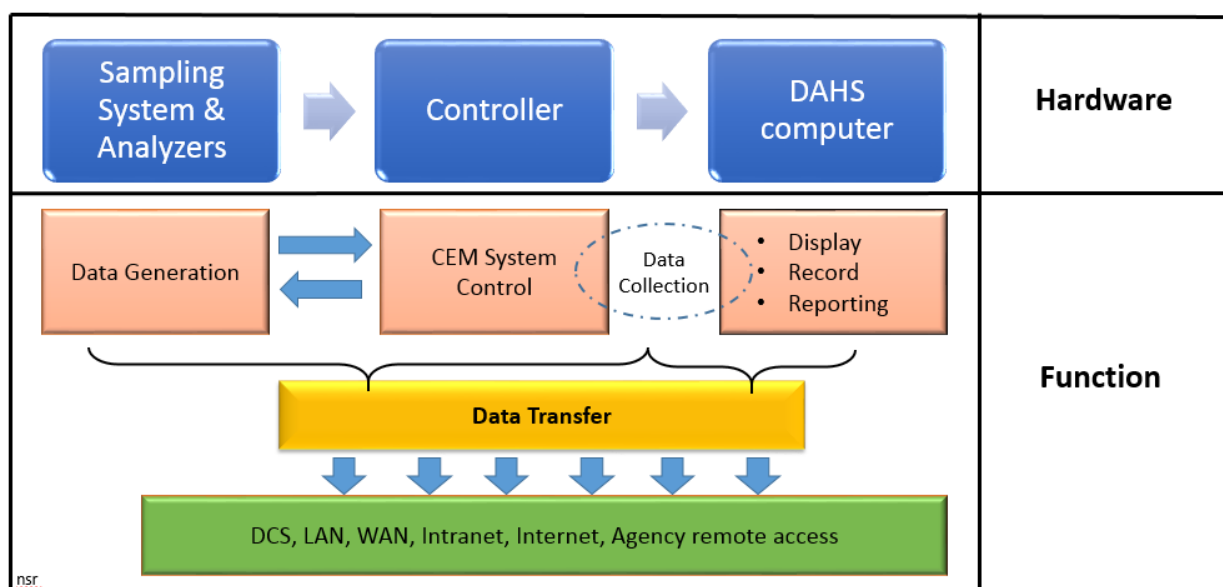 Sampling
System &
Analyzers
Controller
DAHS
computer
Hardware
Data Generation
CEM System
Control
Data
Collection
• Display
• Record
• Reporting
Function
Data Transfer
DCS, LAN, WAN, Intranet, Internet, Agency remote access
nsr